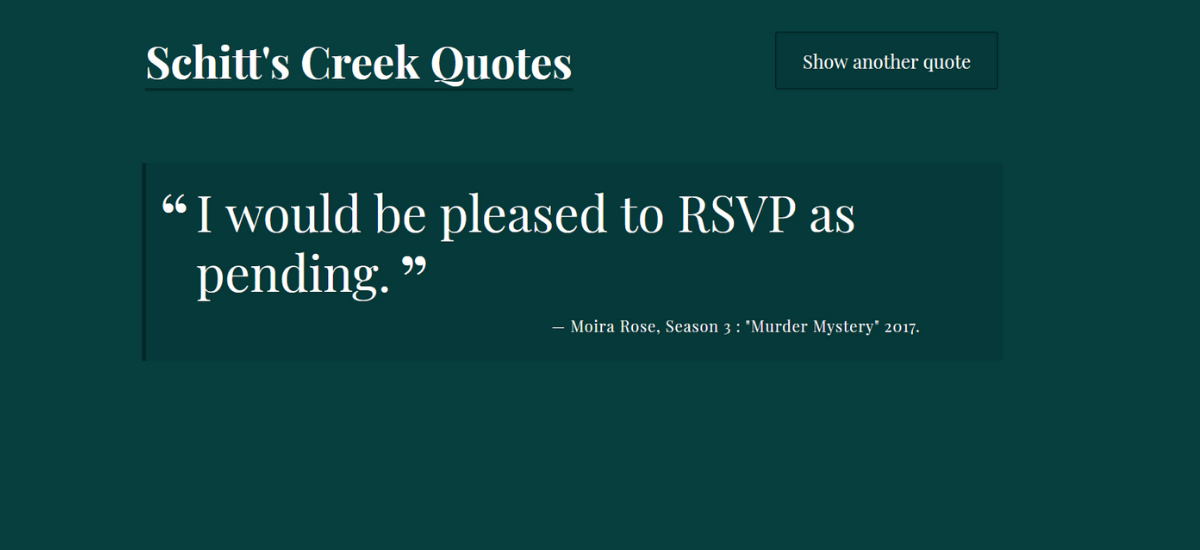 Schitt's Creek Quotes
Show another quote
“ I would be pleased to RSVP as
pending. ”
— Moira Rose, Season 3 : "Murder Mystery" 2017.